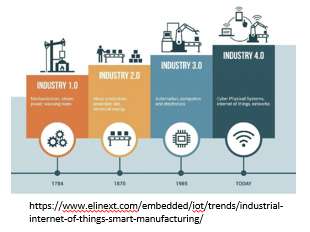 INDUSTRY 1.0
Mechanization, steam
power, weaving loom
INDUSTRY 2.0
Mass production,
assembly line,
electrical energy
INDUSTRY 3.0
Automation, computers
and electronics
INDUSTRY 4.0
Cyber Physical Systems,
internet of things, networks
1784
1870
1969
TODAY
https://www.elinext.com/embedded/iot/trends/industrial-
internet-of-things-smart-manufacturing/